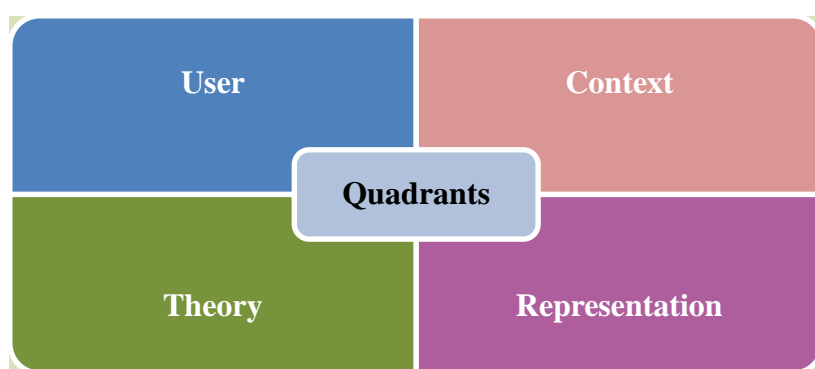 User
Context
Quadrants
Theory
Representation